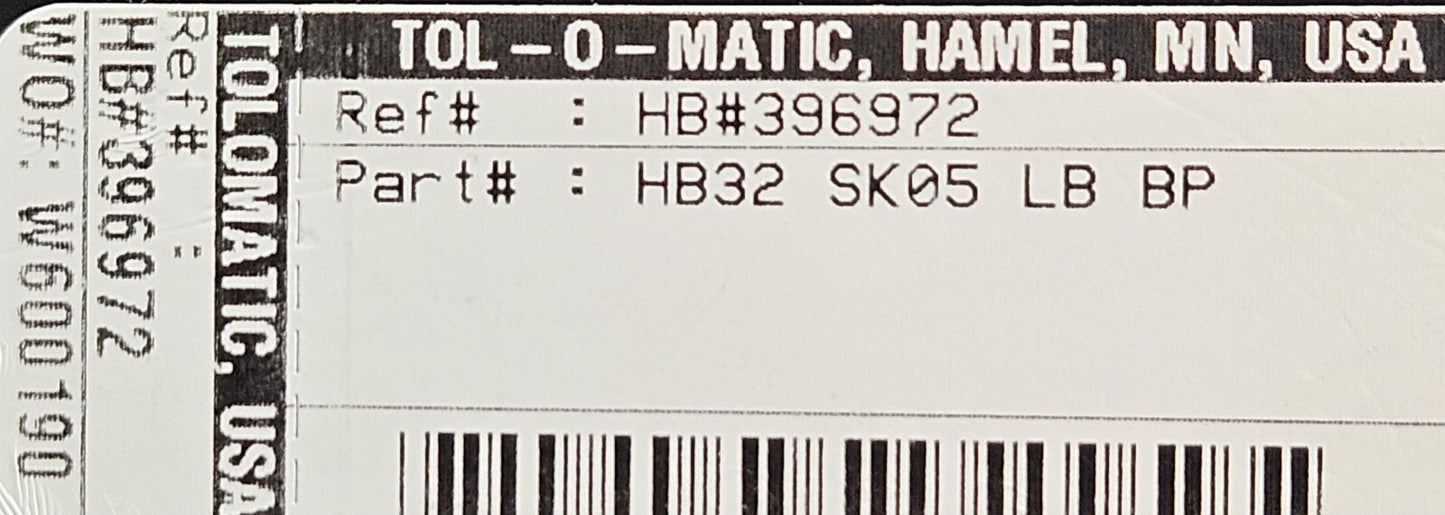 TOL-O-MATIC, HAMEL, MN, USA
Ref# : HB#396972
Part# : HB32 SK05 LB BP
TOLOMATIC, USA
Ref# :
HB#396972
WO#: W600190